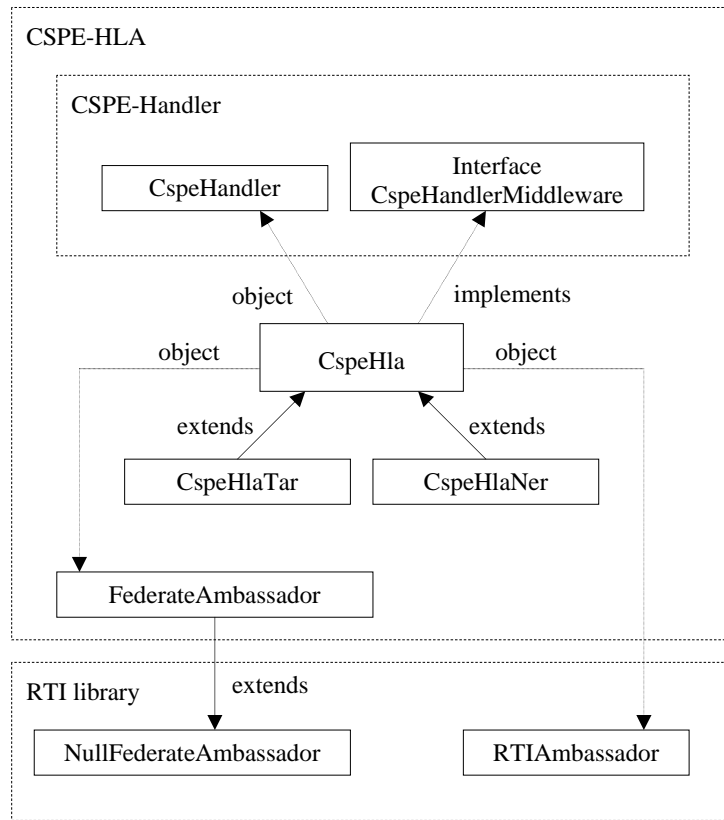 CSPE-HLA
CSPE-Handler
CspeHandler
Interface
CspeHandlerMiddleware
object
implements
object
CspeHla
object
extends
extends
CspeHlaTar
CspeHlaNer
FederateAmbassador
RTI library
extends
NullFederateAmbassador
RTIAmbassador